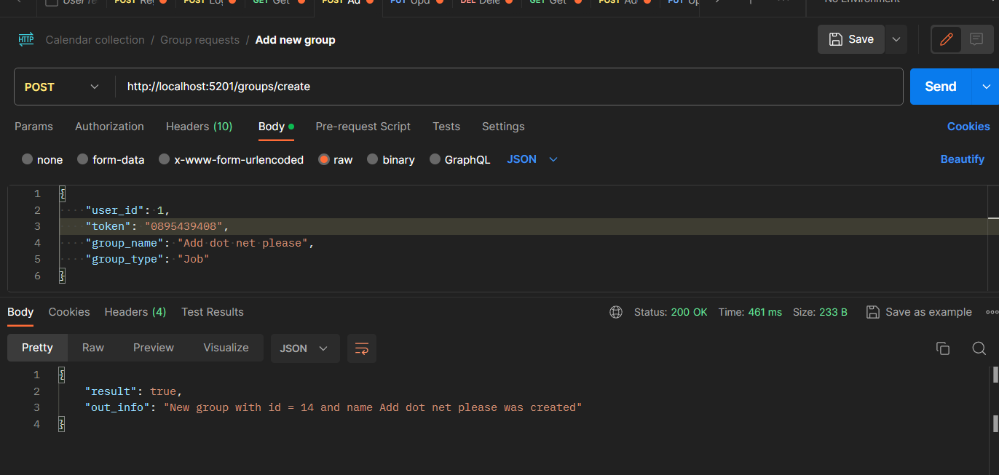 User re
POST Re POST Lo GET Get POST Ad PUT Upd DEL Dele GET Get POST Ad PUT Up No Environment
HTTP Calendar collection / Group requests / Add new group Save
POST http://localhost:5201/groups/create Send
Params Authorization Headers (10) Body Pre-request Script Tests Settings Cookies
none form-data x-www-form-urlencoded raw binary GraphQL JSON Beautify
1 {
2 "user_id": 1,
3 "token": "0895439408",
4 "group_name": "Add dot net please",
5 "group_type": "Job"
6 }
Body Cookies Headers (4) Test Results Status: 200 OK Time: 461 ms Size: 233 B Save as example
Pretty Raw Preview Visualize JSON
1 {
2 "result": true,
3 "out_info": "New group with id = 14 and name Add dot net please was created"
4 }